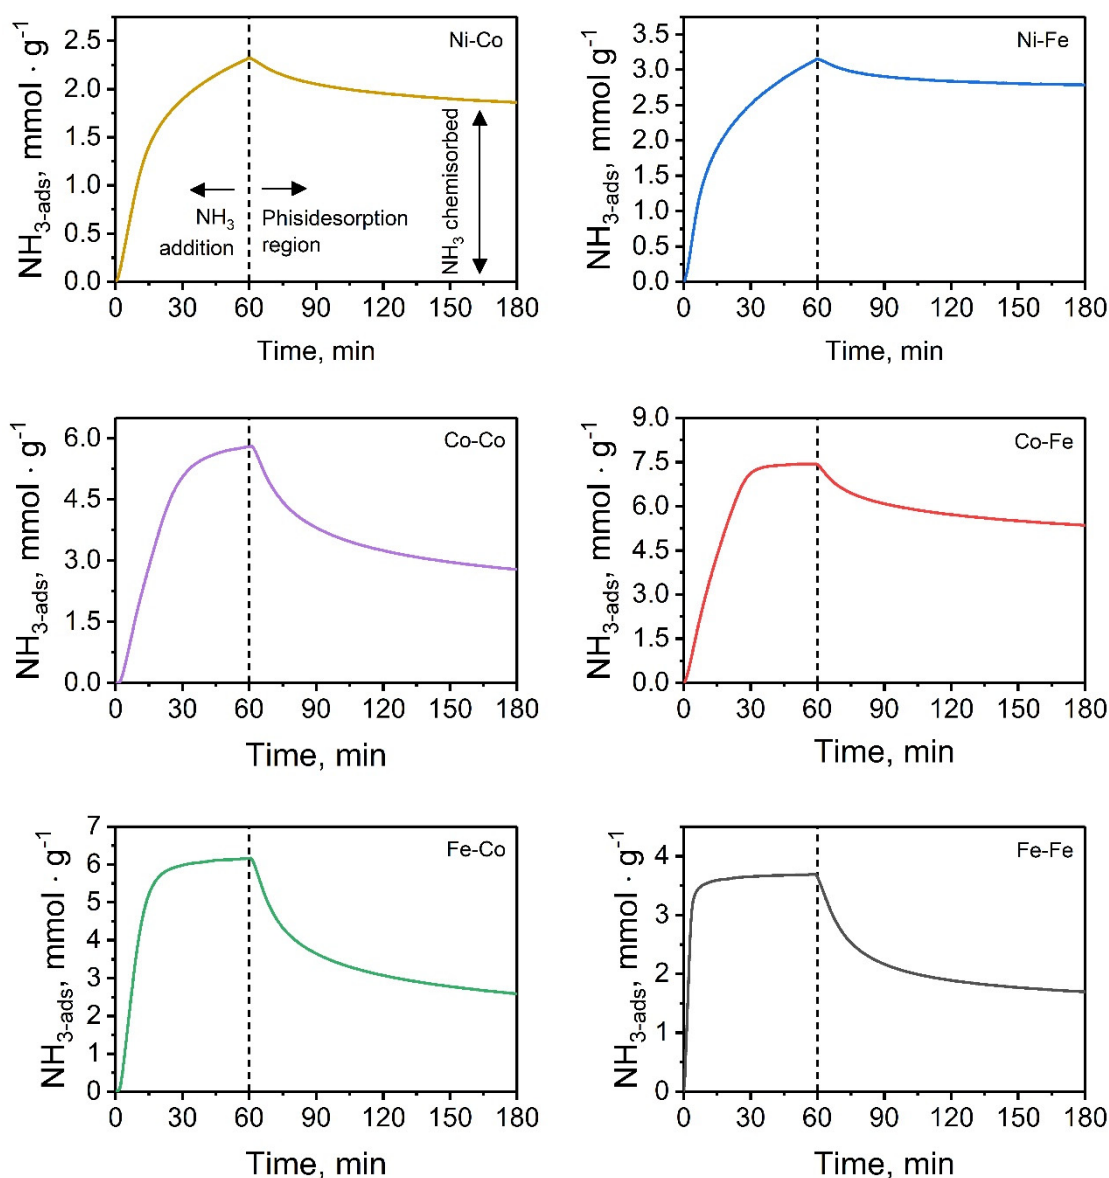 Ni-Co
NH3-ads, mmol · g-1
2.5
2.0
1.5
1.0
0.5
0.0
NH3
addition
Phisidesorption
region
NH3 chemisorbed
0 30 60 90 120 150 180
Time, min
Ni-Fe
NH3-ads, mmol g-1
3.5
3.0
2.5
2.0
1.5
1.0
0.5
0.0
0 30 60 90 120 150 180
Time, min
Co-Co
NH3-ads, mmol · g-1
6.0
4.5
3.0
1.5
0.0
0 30 60 90 120 150 180
Time, min
Co-Fe
NH3-ads, mmol · g-1
9.0
7.5
6.0
4.5
3.0
1.5
0.0
0 30 60 90 120 150 180
Time, min
Fe-Co
NH3-ads, mmol · g-1
7
6
5
4
3
2
1
0
0 30 60 90 120 150 180
Time, min
Fe-Fe
NH3-ads, mmol · g-1
4
3
2
1
0
0 30 60 90 120 150 180
Time, min